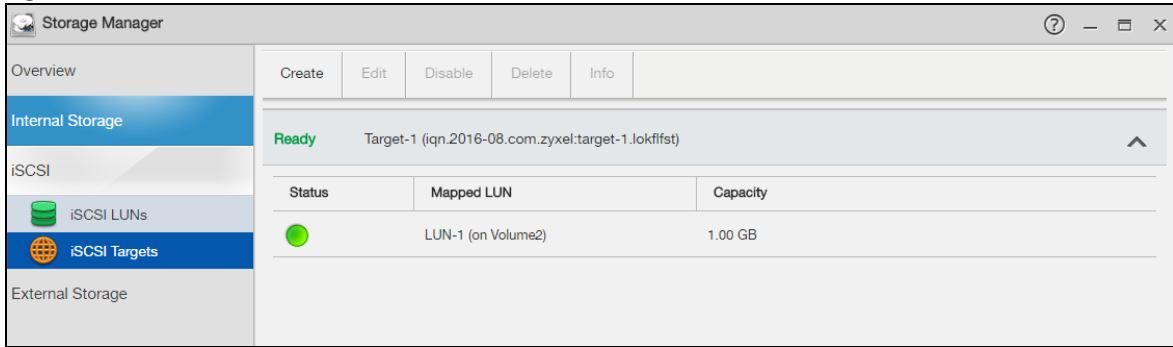 Storage Manager
Overview
Internal Storage
iSCSI
iSCSI LUNs
iSCSI Targets
External Storage
Create Edit Disable Delete Info
Ready Target-1 (iqn.2016-08.com.zyxel:target-1.lokflfst)
Status Mapped LUN Capacity
LUN-1 (on Volume2) 1.00 GB